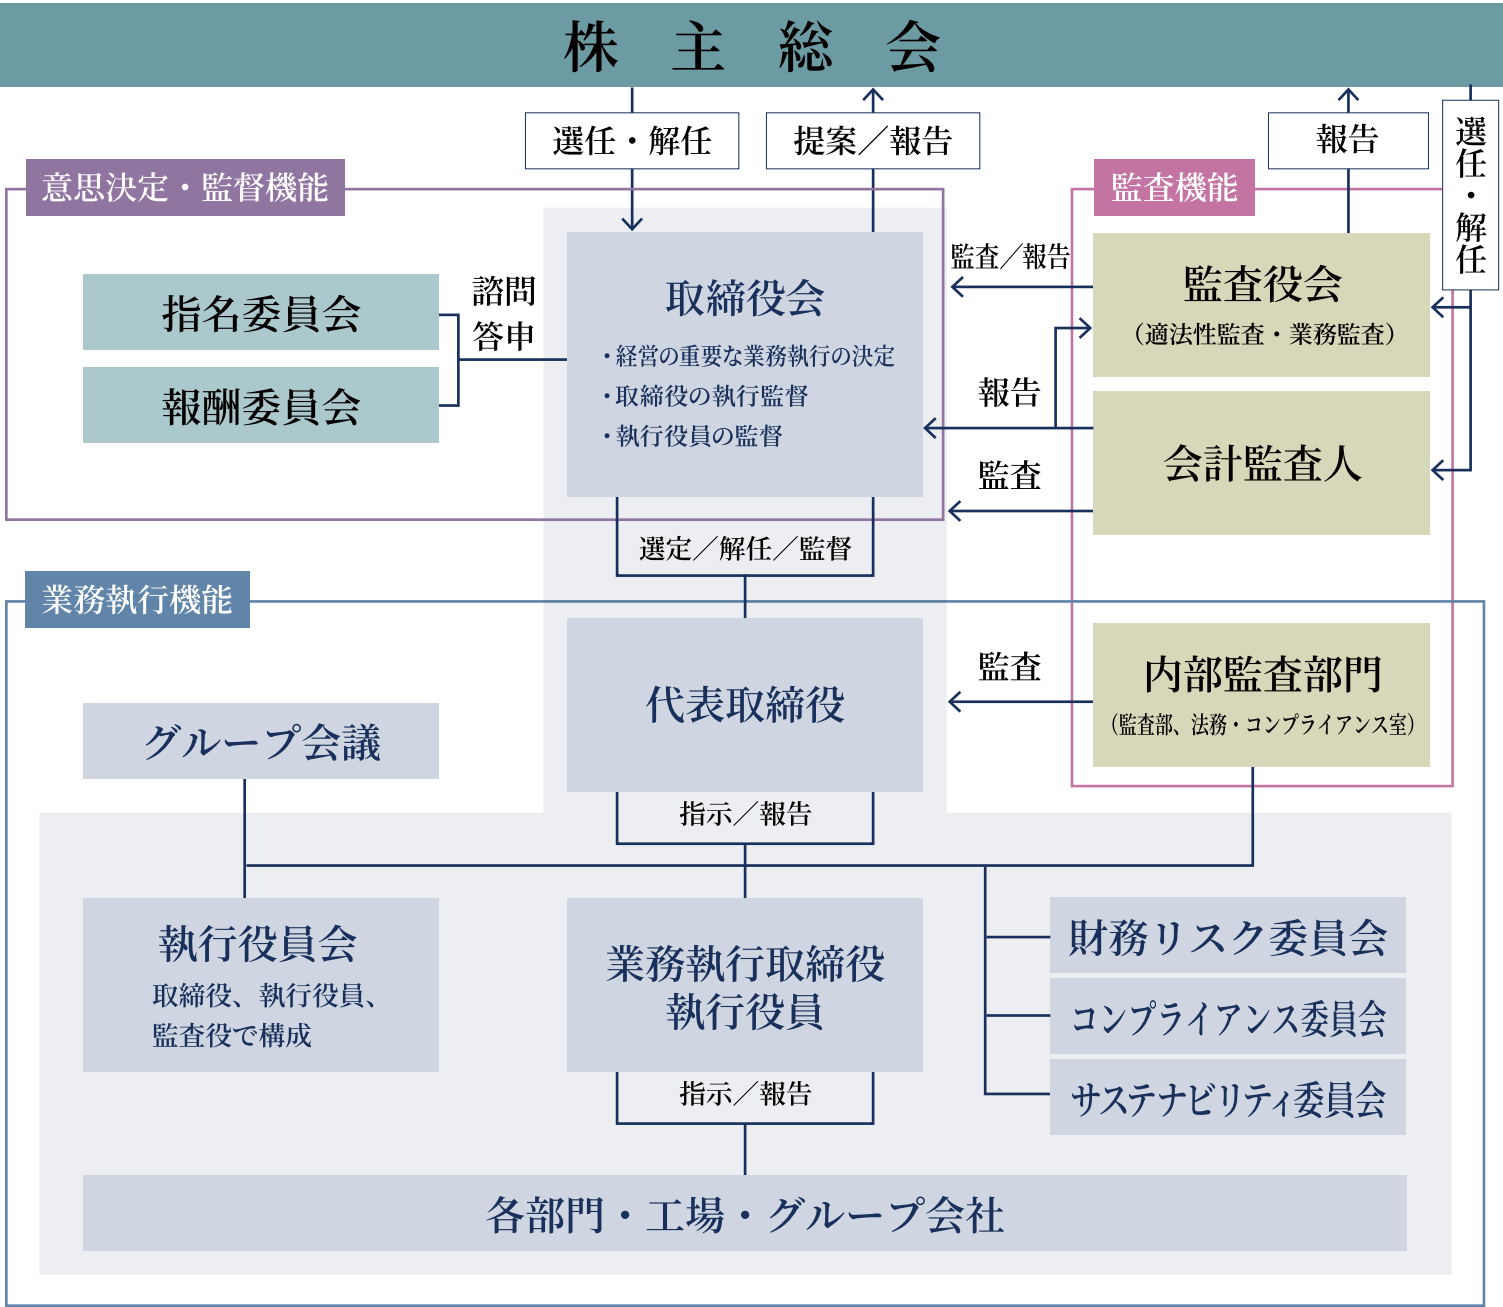 株 主 総 会
選任・解任
提案／報告
報告
選任・解任
意思決定・監督機能
監査機能
指名委員会
報酬委員会
諮問
答申
取締役会
・経営の重要な業務執行の決定
・取締役の執行監督
・執行役員の監督
監査／報告
報告
監査
監査役会
（適法性監査・業務監査）
会計監査人
選定／解任／監督
業務執行機能
代表取締役
監査
内部監査部門
（監査部、法務・コンプライアンス室）
グループ会議
指示／報告
執行役員会
取締役、執行役員、
監査役で構成
業務執行取締役
執行役員
財務リスク委員会
コンプライアンス委員会
サステナビリティ委員会
指示／報告
各部門・工場・グループ会社